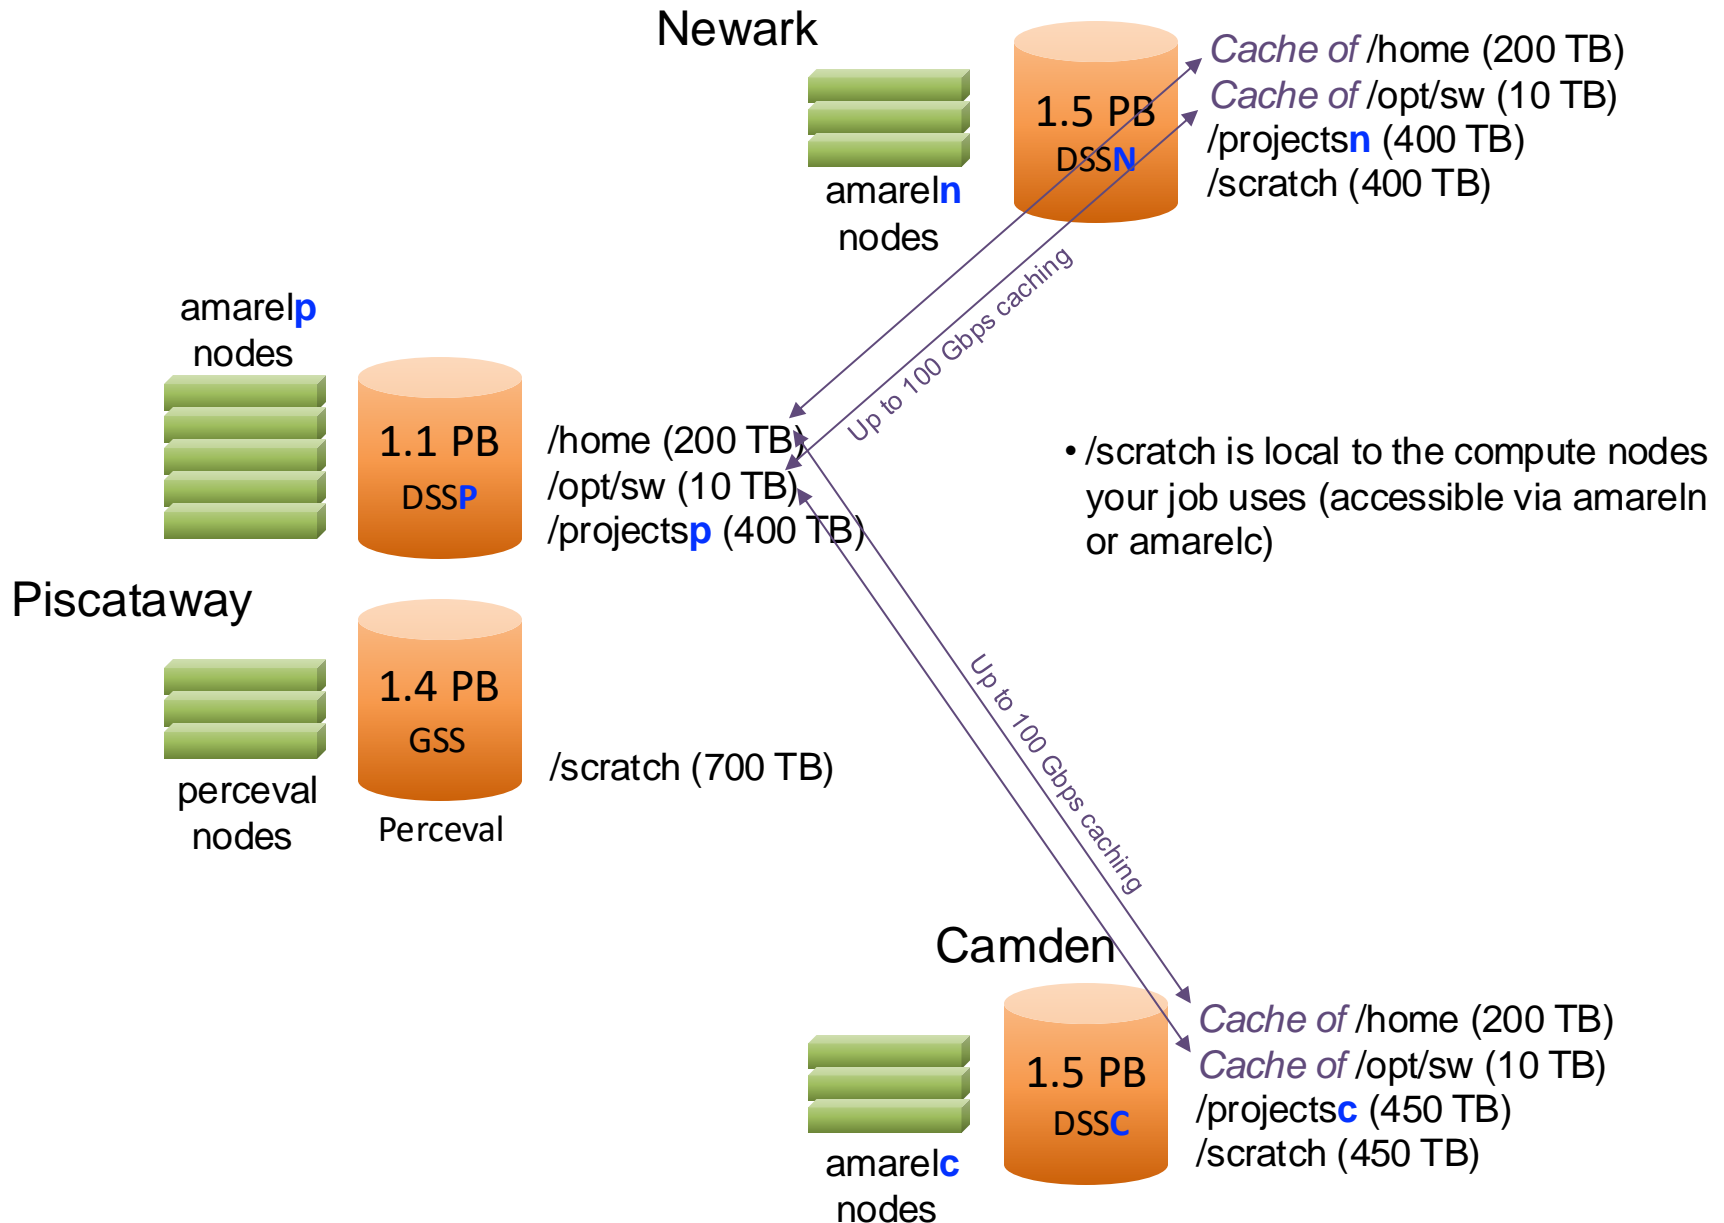 Newark
amareln
nodes
1.5 PB
DSSN
Cache of /home (200 TB)
Cache of /opt/sw (10 TB)
/projectsn (400 TB)
/scratch (400 TB)
Up to 100 Gbps caching
amarelp
nodes
1.1 PB
DSSP
/home (200 TB)
/opt/sw (10 TB)
/projectsp (400 TB)
• /scratch is local to the compute nodes
your job uses (accessible via amareln
or amarelc)
Piscataway
1.4 PB
GSS
/scratch (700 TB)
perceval
nodes
Perceval
Up to 100 Gbps caching
Camden
amarelc
nodes
1.5 PB
DSSC
Cache of /home (200 TB)
Cache of /opt/sw (10 TB)
/projectsc (450 TB)
/scratch (450 TB)